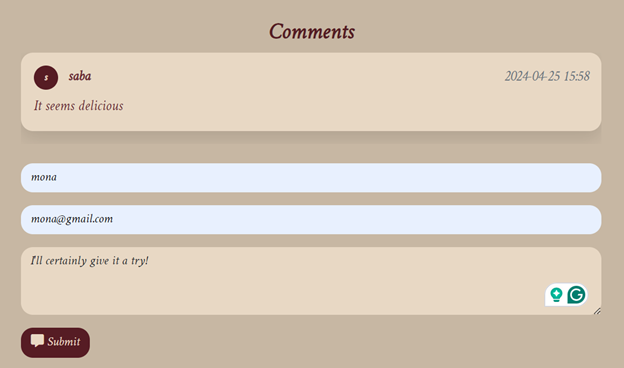 Comments
s saba 2024-04-25 15:58
It seems delicious
mona
mona@gmail.com
I'll certainly give it a try!
Submit